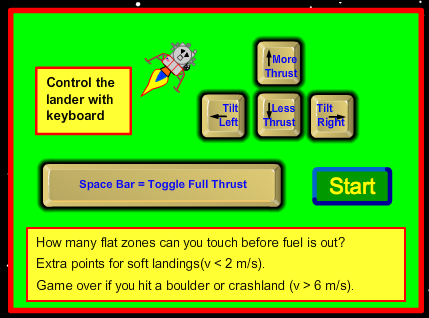 More
Thrust
Control the
lander with
keyboard
Tilt
Left
Less
Thrust
Tilt
Right
Space Bar = Toggle Full Thrust
Start
How many flat zones can you touch before fuel is out?
Extra points for soft landings(v < 2 m/s).
Game over if you hit a boulder or crashland (v > 6 m/s).